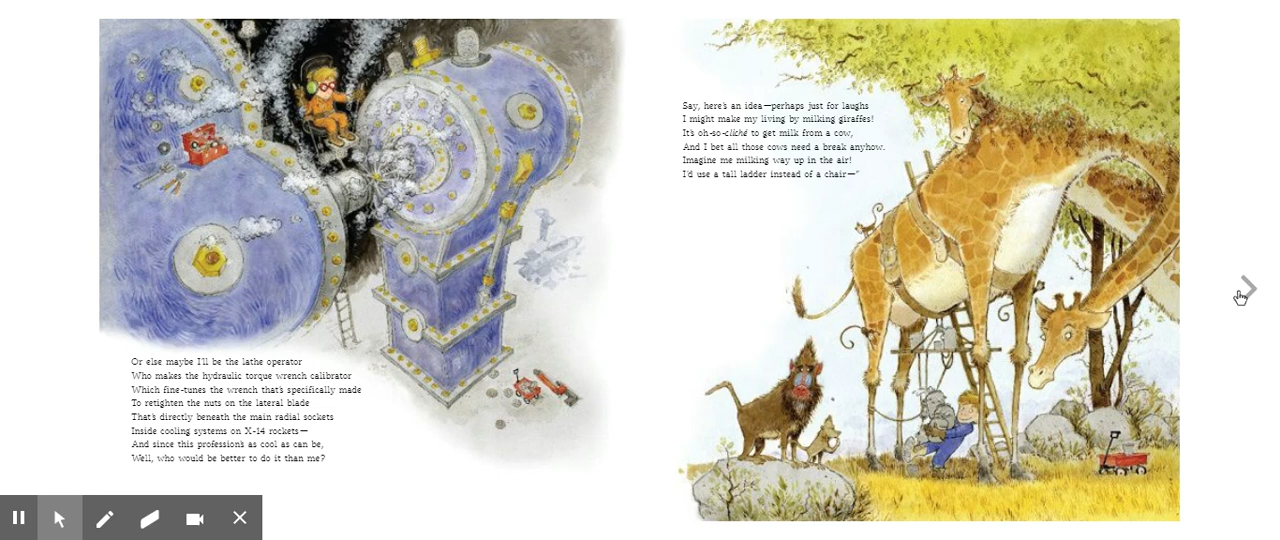 Or else maybe I'll be the lathe operator
Who makes the hydraulic torque wrench calibrator
Which fine-tunes the wrench that's specifically made
To retighten the nuts on the lateral blade
That's directly beneath the main radial sockets
Inside cooling systems on X-14 rockets—
And since this profession's as cool as can be,
Well, who would be better to do it than me?
Say, here's an idea—perhaps just for laughs
I might make my living by milking giraffes!
It's oh-so-cliché to get milk from a cow,
And I bet all those cows need a break anyhow.
Imagine me milking way up in the air!
I'd use a tall ladder instead of a chair—"